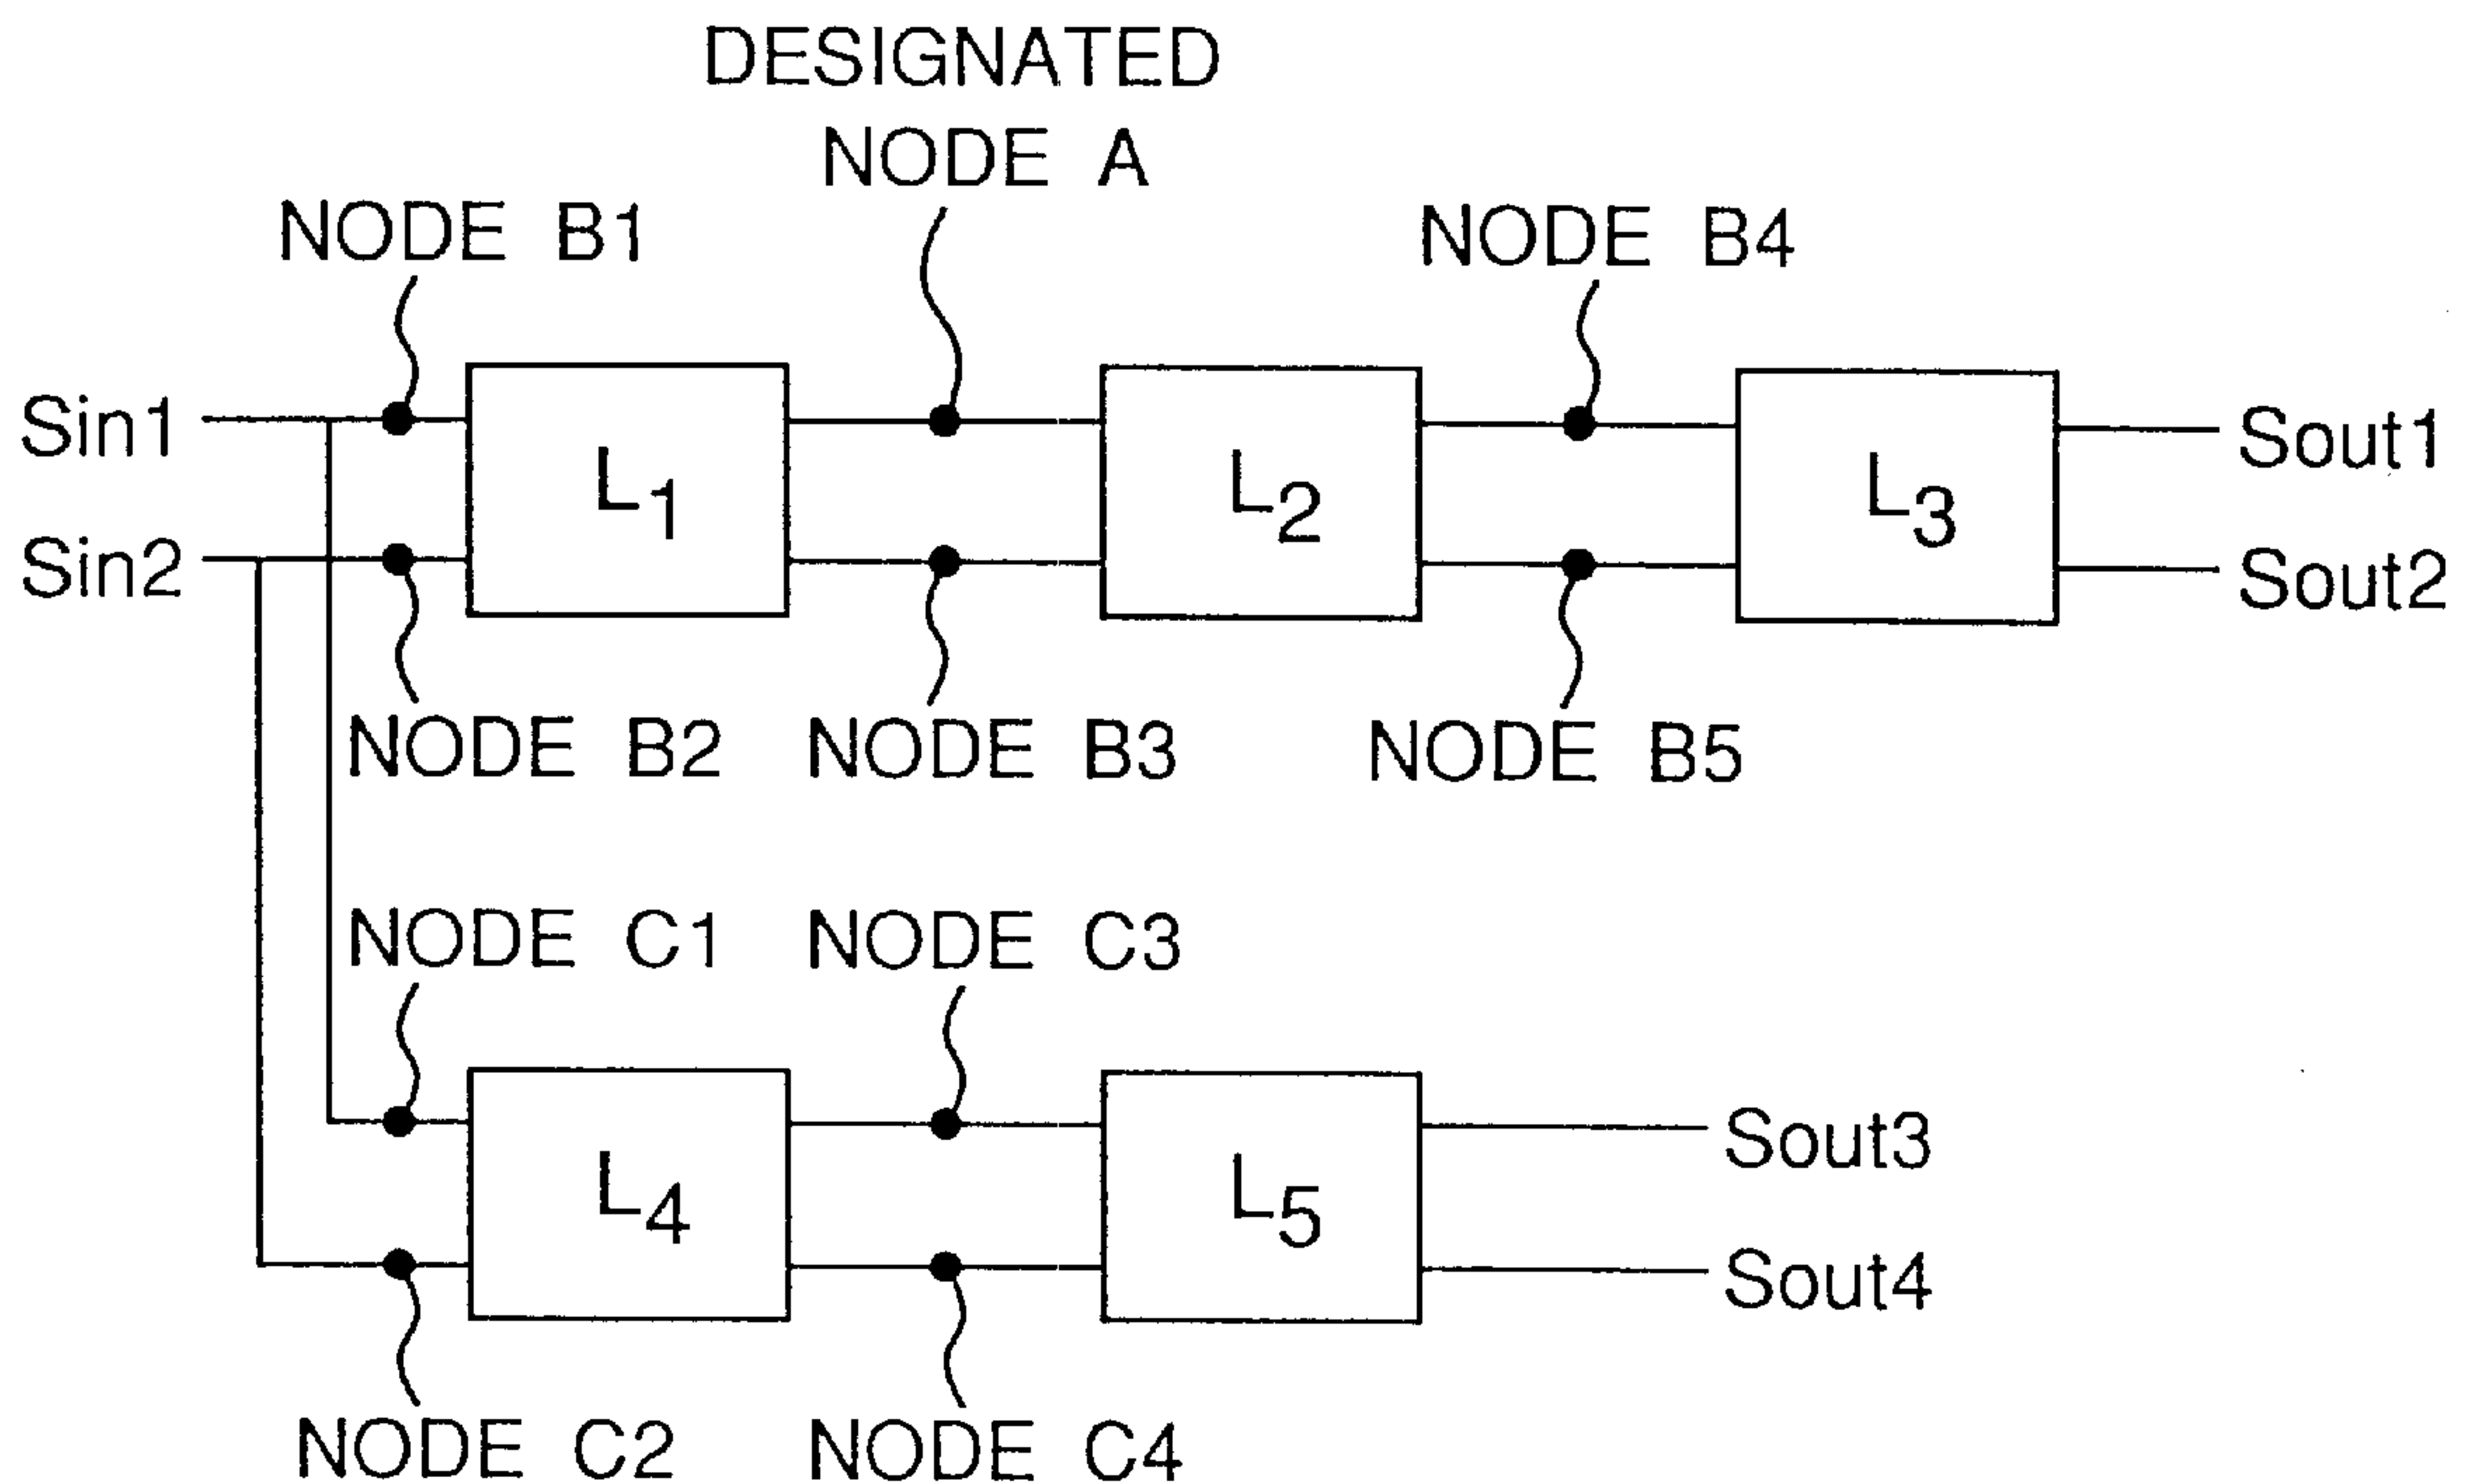 DESIGNATED
NODE A
NODE B1
NODE B4
Sin1
Sin2
L1
L2
L3
Sout1
Sout2
NODE B2
NODE B3
NODE B5
NODE C1
NODE C3
L4
L5
Sout3
Sout4
NODE C2
NODE C4